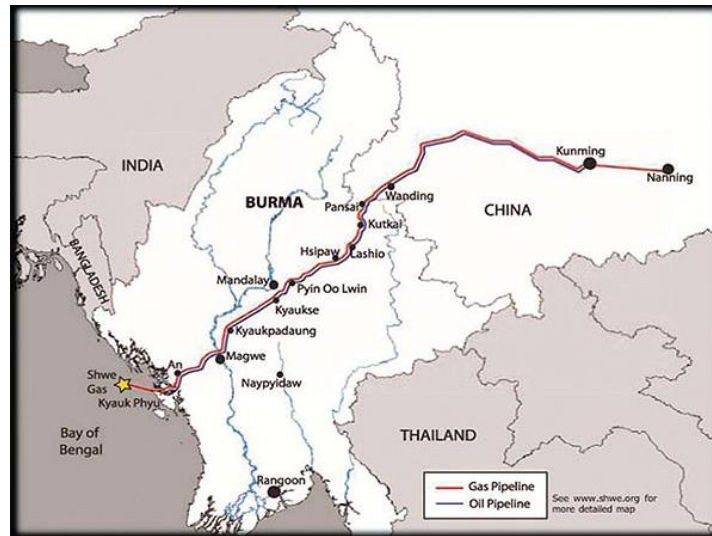 INDIA
BURMA
CHINA
BANGLADESH
THAILAND
Bay of
Bengal
Kunming
Nanning
Wanding
Pansai
Kutkai
Hsipaw
Lashio
Mandalay
Pyin Oo Lwin
Kyaukse
Kyaukpadaung
An
Magwe
Shwe
Gas
Kyauk Phyu
Naypyidaw
Rangoon
Gas Pipeline
Oil Pipeline
See www.shwe.org for
more detailed map